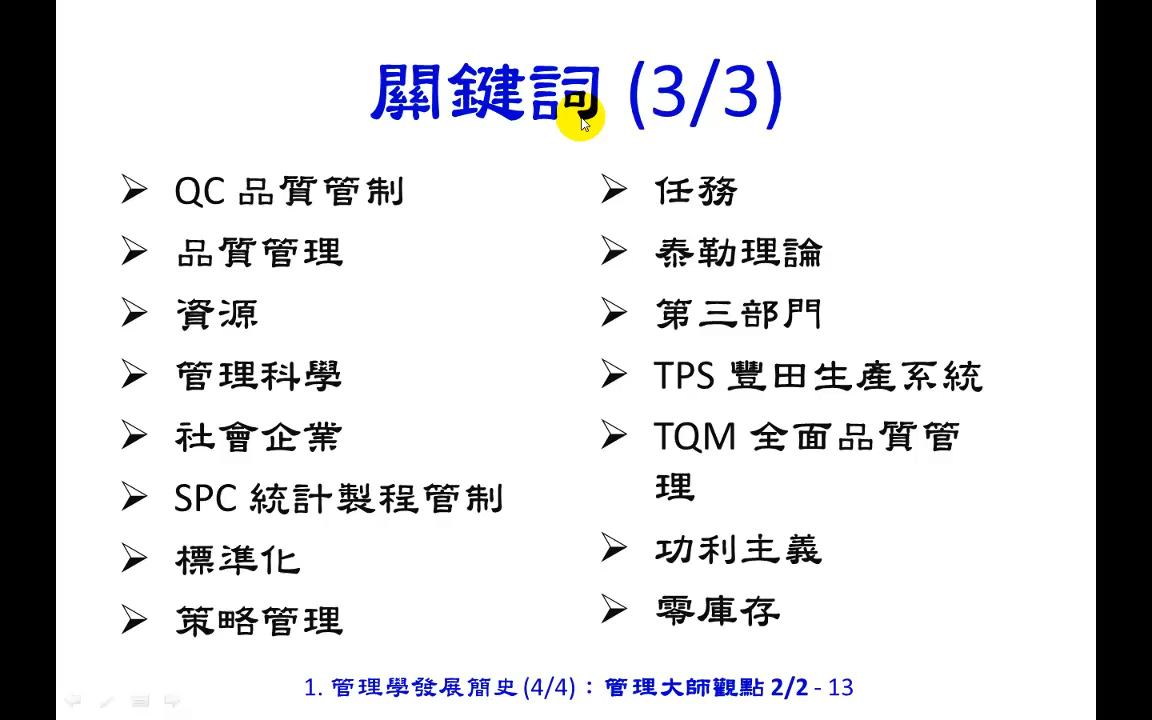 關鍵詞 (3/3)
➢ QC 品質管制
➢ 品質管理
➢ 資源
➢ 管理科學
➢ 社會企業
➢ SPC 統計製程管制
➢ 標準化
➢ 策略管理
➢ 任務
➢ 泰勒理論
➢ 第三部門
➢ TPS 豐田生產系統
➢ TQM 全面品質管
理
➢ 功利主義
➢ 零庫存
1. 管理學發展簡史 (4/4)：管理大師觀點 2/2 - 13